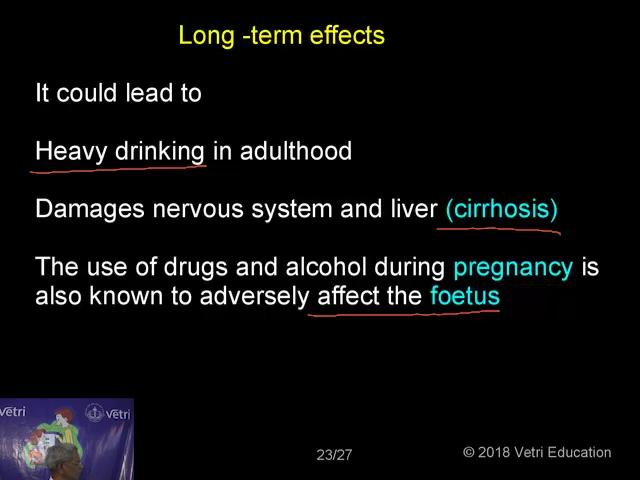 Long -term effects
It could lead to
Heavy drinking in adulthood
Damages nervous system and liver (cirrhosis)
The use of drugs and alcohol during pregnancy is
also known to adversely affect the foetus
Vetri
Vetri
23/27
© 2018 Vetri Education